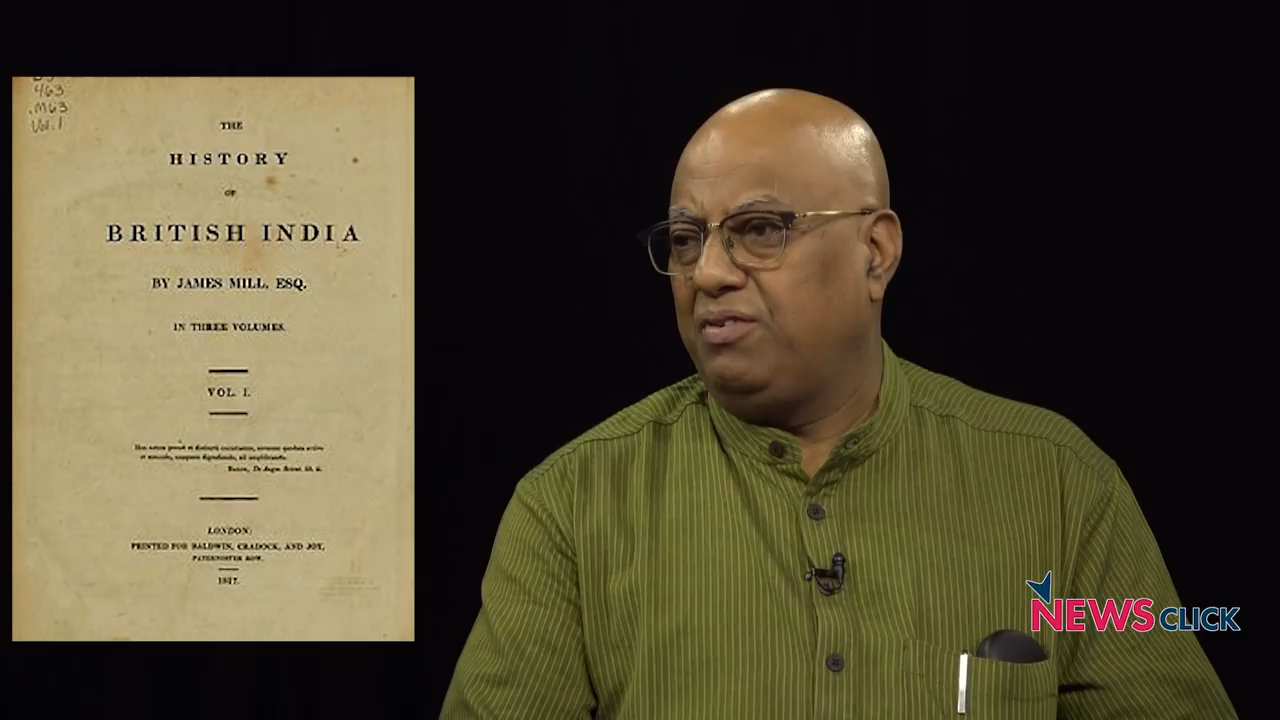 463
.M63
Vol.1
THE
HISTORY
OF
BRITISH INDIA
BY JAMES MILL, ESQ.
IN THREE VOLUMES.
VOL. I.
LONDON:
PRINTED FOR BALDWIN, CRADOCK, AND JOY,
PATERNOSTER ROW.
1817.
NEWSCLICK